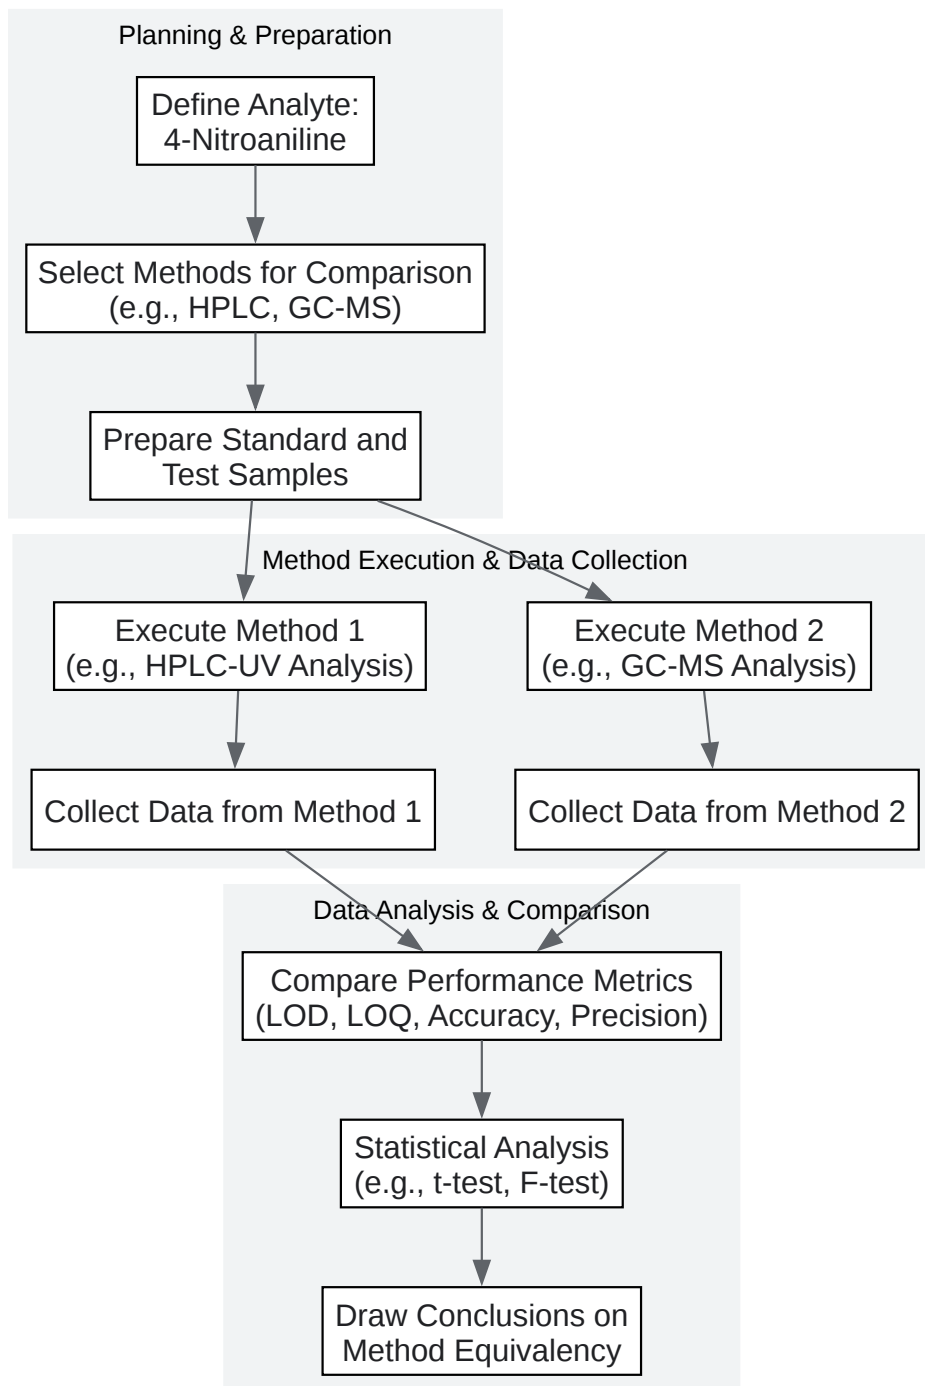 Planning & Preparation
Define Analyte:
4-Nitroaniline
Select Methods for Comparison
(e.g., HPLC, GC-MS)
Prepare Standard and
Test Samples
Method Execution & Data Collection
Execute Method 1
(e.g., HPLC-UV Analysis)
Execute Method 2
(e.g., GC-MS Analysis)
Collect Data from Method 1
Collect Data from Method 2
Data Analysis & Comparison
Compare Performance Metrics
(LOD, LOQ, Accuracy, Precision)
Statistical Analysis
(e.g., t-test, F-test)
Draw Conclusions on
Method Equivalency